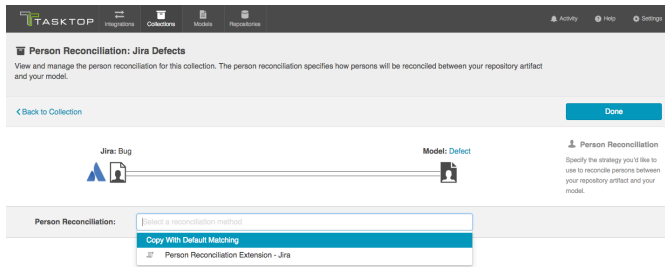 TASKTOP
Integrations
Collections
Models
Repositories
Activity
Help
Settings
Person Reconciliation: Jira Defects
View and manage the person reconciliation for this collection. The person reconciliation specifies how persons will be reconciled between your repository artifact
and your model.
Back to Collection
Done
Jira: Bug
Model: Defect
Person Reconciliation
Specify the strategy you'd like to
use to reconcile persons between
your repository artifact and your
model.
Person Reconciliation:
Select a reconciliation method
Copy With Default Matching
Person Reconciliation Extension - Jira